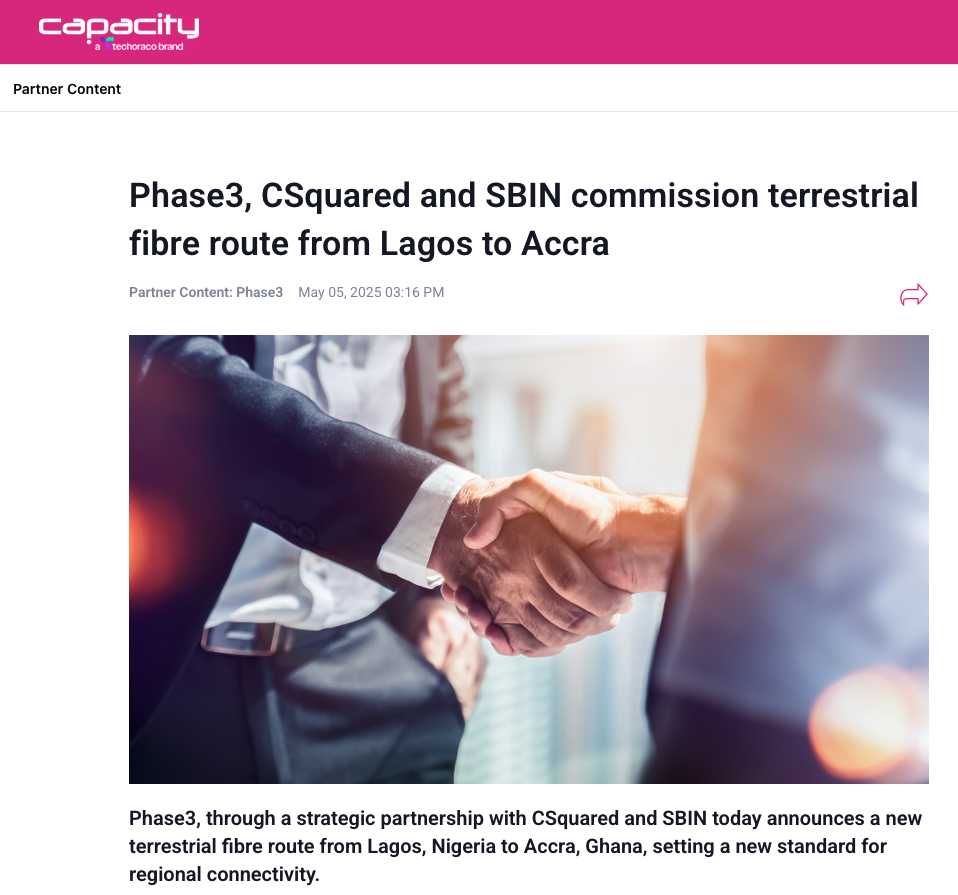 capacity
a techoraco brand
Partner Content
Phase3, CSquared and SBIN commission terrestrial
fibre route from Lagos to Accra
Partner Content: Phase3 May 05, 2025 03:16 PM
Phase3, through a strategic partnership with CSquared and SBIN today announces a new
terrestrial fibre route from Lagos, Nigeria to Accra, Ghana, setting a new standard for
regional connectivity.